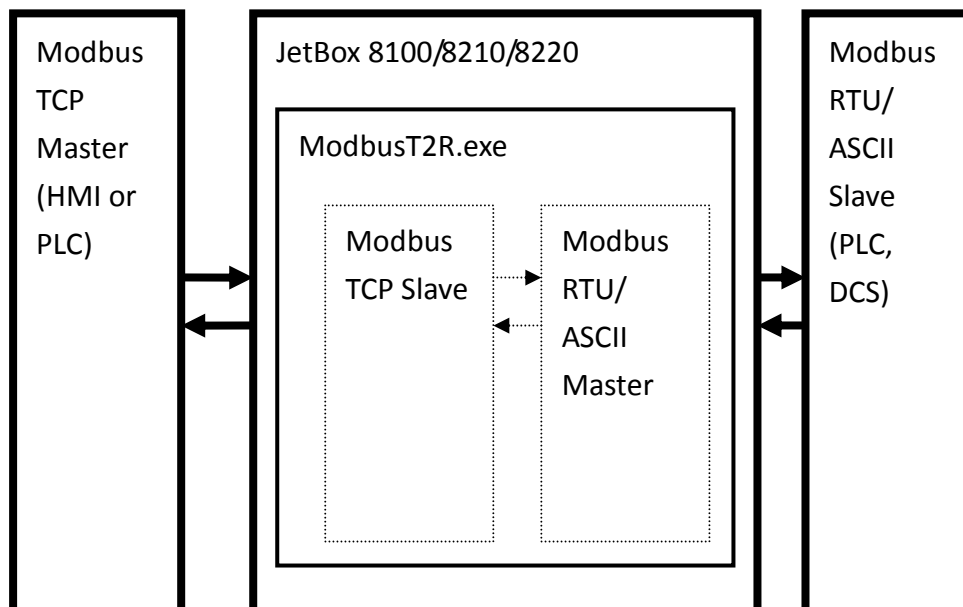 Modbus
TCP
Master
(HMI or
PLC)
JetBox 8100/8210/8220
ModbusT2R.exe
Modbus
TCP Slave
Modbus
RTU/
ASCII
Master
Modbus
RTU/
ASCII
Slave
(PLC,
DCS)